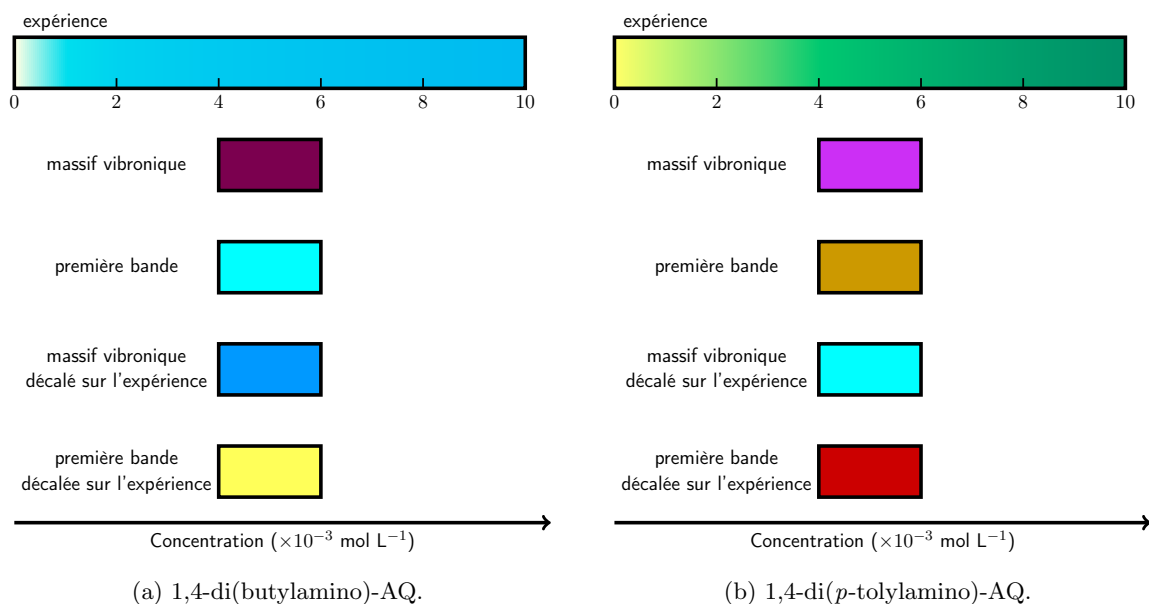 expérience
0 2 4 6 8 10
massif vibronique
première bande
massif vibronique
décalé sur l'expérience
première bande
décalée sur l'expérience
Concentration (×10⁻³ mol L⁻¹)
(a) 1,4-di(butylamino)-AQ.
expérience
0 2 4 6 8 10
massif vibronique
première bande
massif vibronique
décalé sur l'expérience
première bande
décalée sur l'expérience
Concentration (×10⁻³ mol L⁻¹)
(b) 1,4-di(p-tolylamino)-AQ.